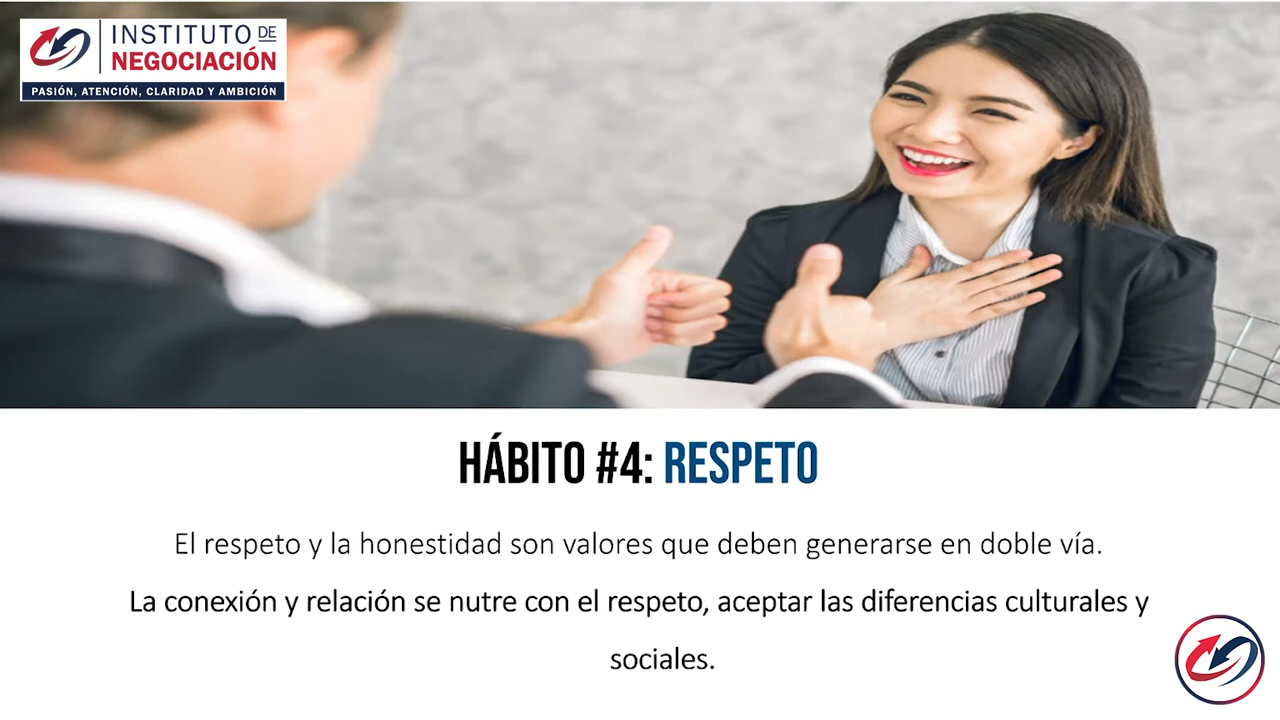 INSTITUTO DE
NEGOCIACIÓN
PASIÓN, ATENCIÓN, CLARIDAD Y AMBICIÓN
HÁBITO #4: RESPETO
El respeto y la honestidad son valores que deben generarse en doble vía.
La conexión y relación se nutre con el respeto, aceptar las diferencias culturales y
sociales.